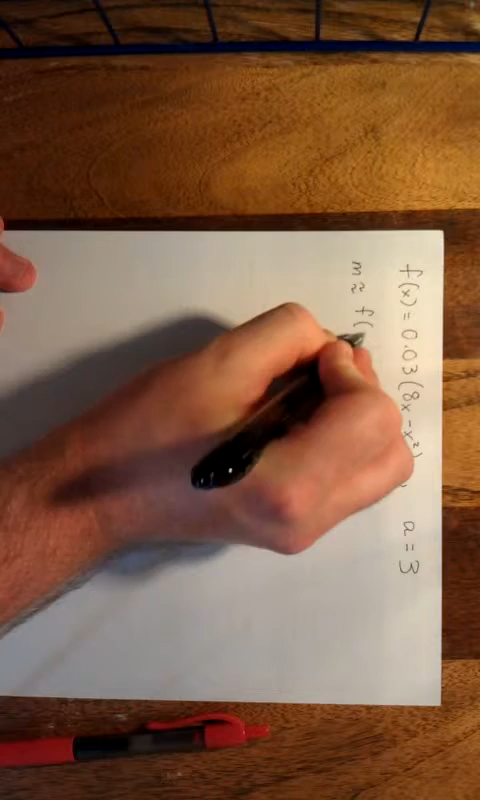 f(x) = 0.03(8x-x²), a = 3
m ≈ f(